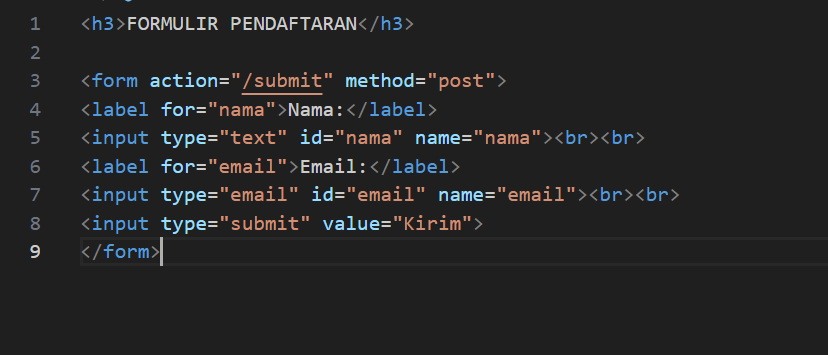 1 <h3>FORMULIR PENDAFTARAN</h3>
2
3 <form action="/submit" method="post">
4 <label for="nama">Nama:</label>
5 <input type="text" id="nama" name="nama"><br><br>
6 <label for="email">Email:</label>
7 <input type="email" id="email" name="email"><br><br>
8 <input type="submit" value="Kirim">
9 </form>